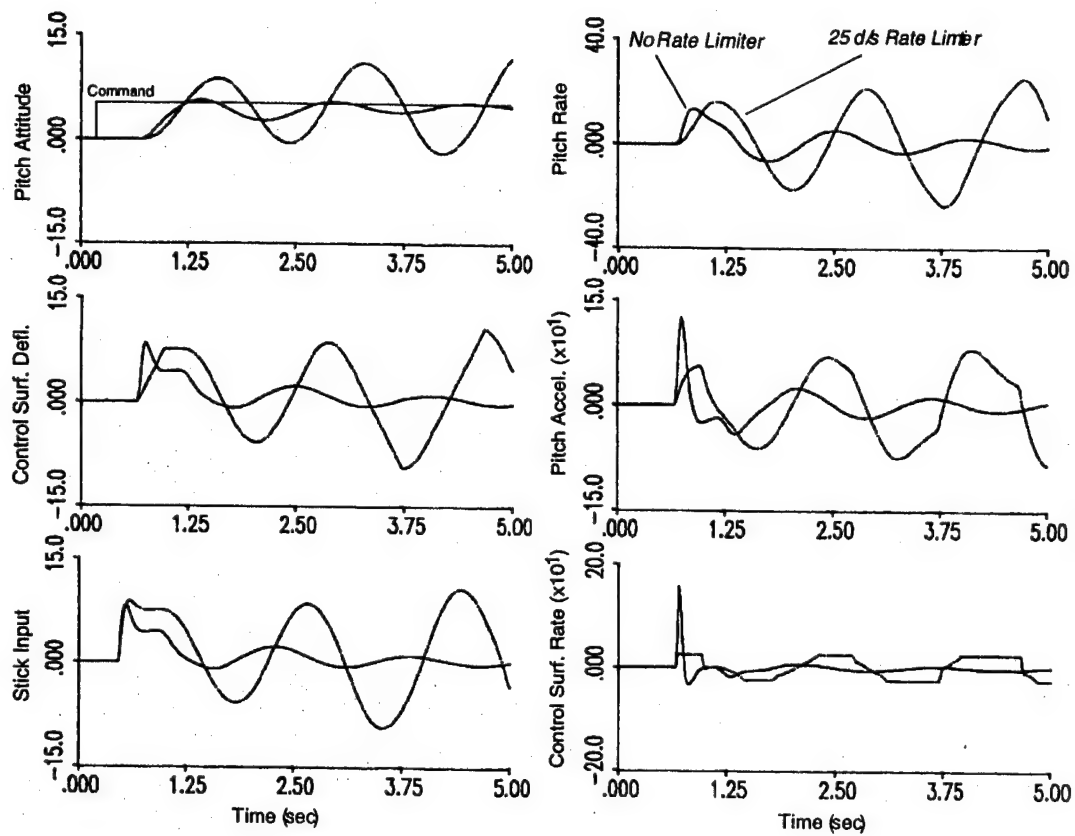 15.0
.000
-15.0
Pitch Attitude
Command
.000 1.25 2.50 3.75 5.00
40.0
.000
-40.0
Pitch Rate
No Rate Limiter
25 d/s Rate Limiter
.000 1.25 2.50 3.75 5.00
15.0
.000
-15.0
Control Surf. Defl.
.000 1.25 2.50 3.75 5.00
15.0
.000
-15.0
Pitch Accel. (x10¹)
.000 1.25 2.50 3.75 5.00
15.0
.000
-15.0
Stick Input
.000 1.25 2.50 3.75 5.00
Time (sec)
20.0
.000
-20.0
Control Surf. Rate (x10¹)
.000 1.25 2.50 3.75 5.00
Time (sec)